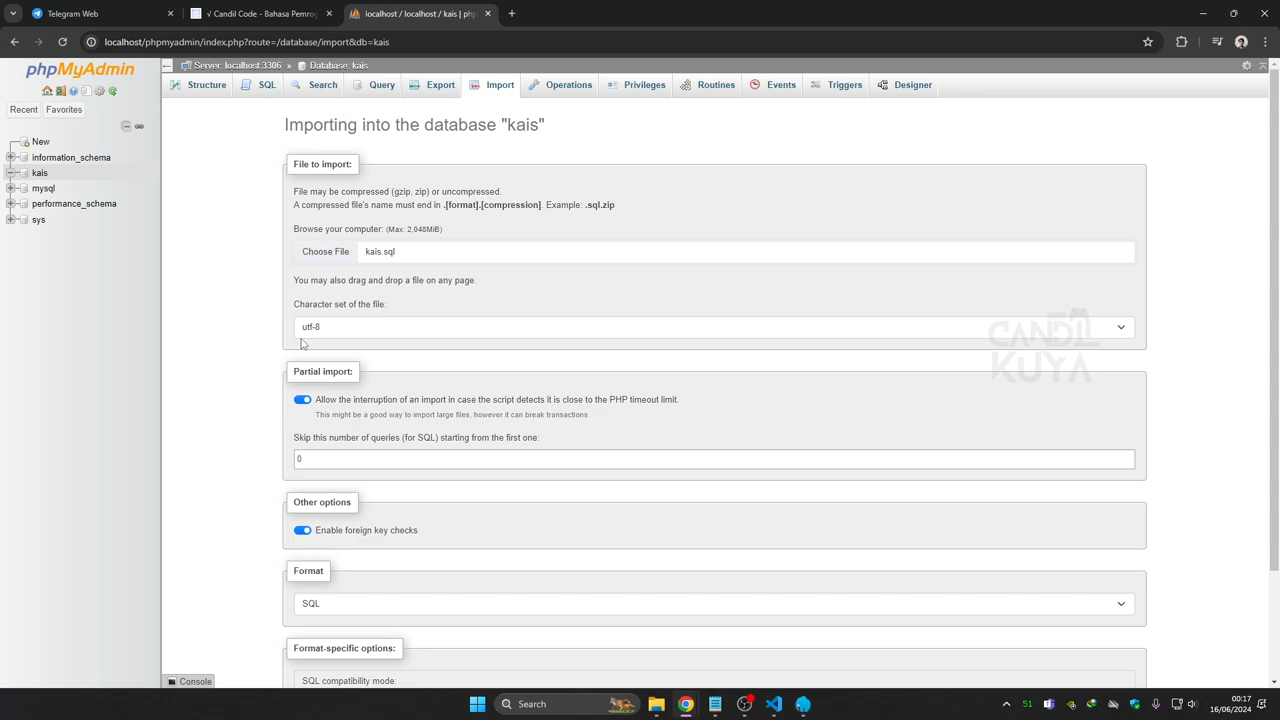 Telegram Web
√ Candil Code - Bahasa Pemrog
localhost / localhost / kais | php
localhost/phpmyadmin/index.php?route=/database/import&db=kais
phpMyAdmin
Server: localhost:3306 » Database: kais
Structure SQL Search Query Export Import Operations Privileges Routines Events Triggers Designer
Recent Favorites
New
information_schema
kais
mysql
performance_schema
sys
Importing into the database "kais"
File to import:
File may be compressed (gzip, zip) or uncompressed.
A compressed file's name must end in .[format].[compression]. Example: .sql.zip
Browse your computer: (Max: 2,048MiB)
Choose File kais.sql
You may also drag and drop a file on any page.
Character set of the file:
utf-8
CANDIL
KUYA
Partial import:
Allow the interruption of an import in case the script detects it is close to the PHP timeout limit.
This might be a good way to import large files, however it can break transactions.
Skip this number of queries (for SQL) starting from the first one:
0
Other options
Enable foreign key checks
Format
SQL
Format-specific options:
SQL compatibility mode:
Console
Search
51
00:17
16/06/2024